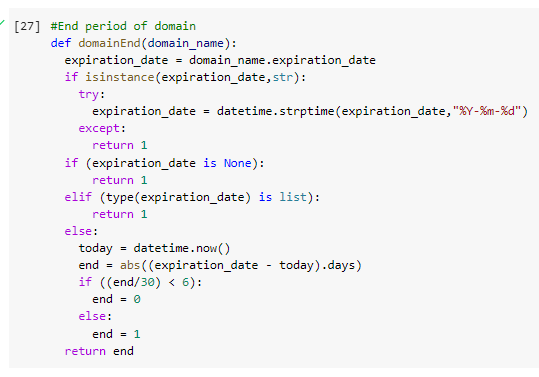 [27] #End period of domain
def domainEnd(domain_name):
  expiration_date = domain_name.expiration_date
  if isinstance(expiration_date,str):
    try:
      expiration_date = datetime.strptime(expiration_date,"%Y-%m-%d")
    except:
      return 1
  if (expiration_date is None):
      return 1
  elif (type(expiration_date) is list):
      return 1
  else:
    today = datetime.now()
    end = abs((expiration_date - today).days)
    if ((end/30) < 6):
      end = 0
    else:
      end = 1
  return end